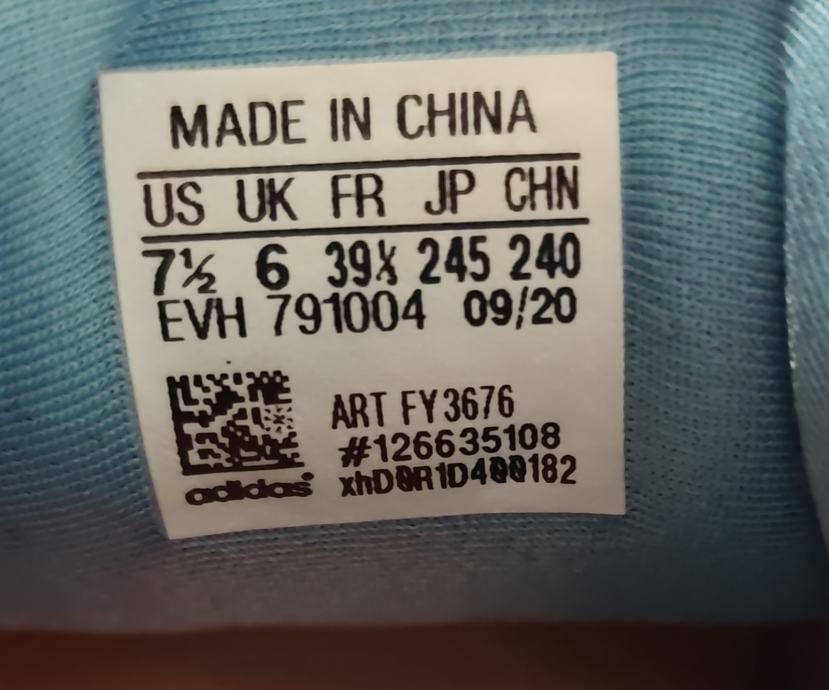 MADE IN CHINA
US UK FR JP CHN
7½ 6 39⅓ 245 240
EVH 791004 09/20
ART FY3676
#126635108
xhD0R1D400182
adidas